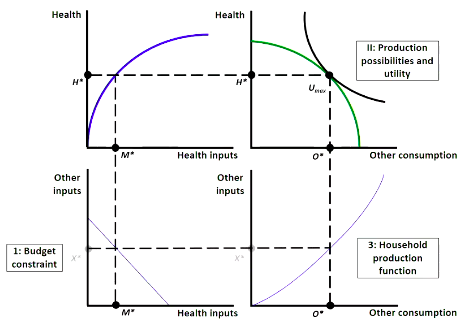 Health
Health
II: Production
possibilities and
utility
H*
H*
Umax
M*
Health inputs
O*
Other consumption
Other
inputs
Other
inputs
1: Budget
constraint
X*
X*
3: Household
production
function
M*
Health inputs
O*
Other consumption